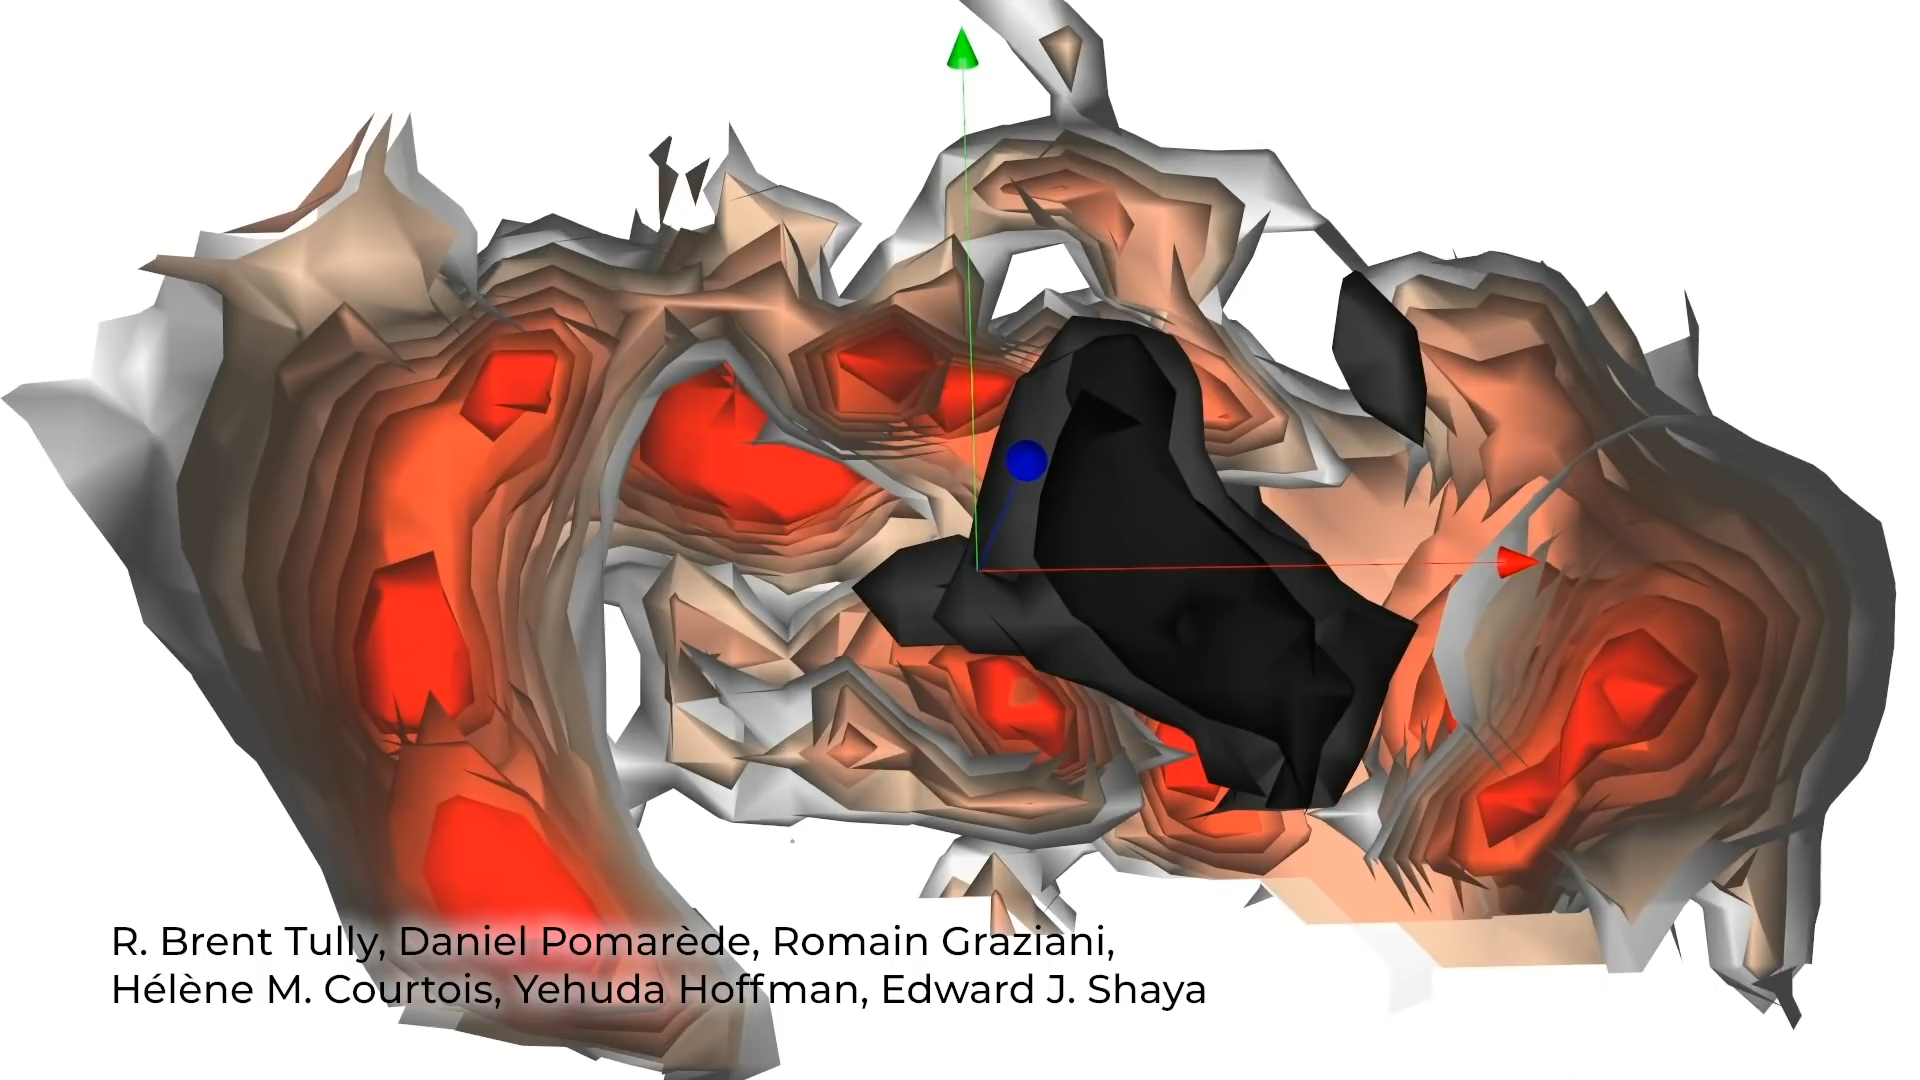 R. Brent Tully, Daniel Pomarède, Romain Graziani,
Hélène M. Courtois, Yehuda Hoffman, Edward J. Shaya